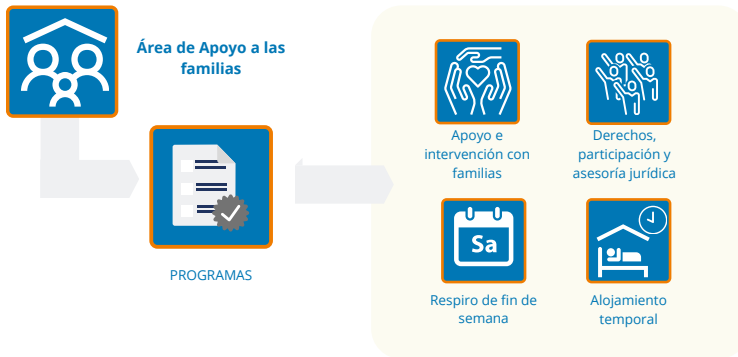 Área de Apoyo a las
familias
PROGRAMAS
Apoyo e
intervención con
familias
Derechos,
participación y
asesoría jurídica
Sa
Respiro de fin de
semana
Alojamiento
temporal